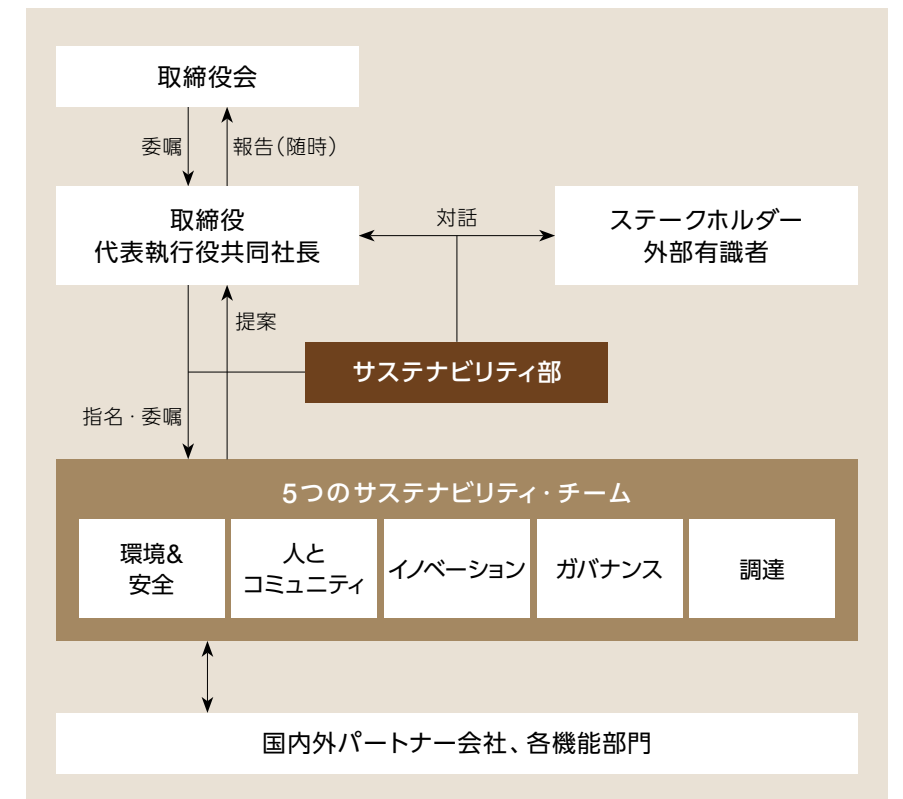 取締役会
委嘱
報告(随時)
取締役
代表執行役共同社長
対話
ステークホルダー
外部有識者
提案
サステナビリティ部
指名・委嘱
5つのサステナビリティ・チーム
環境&
安全
人と
コミュニティ
イノベーション
ガバナンス
調達
国内外パートナー会社、各機能部門